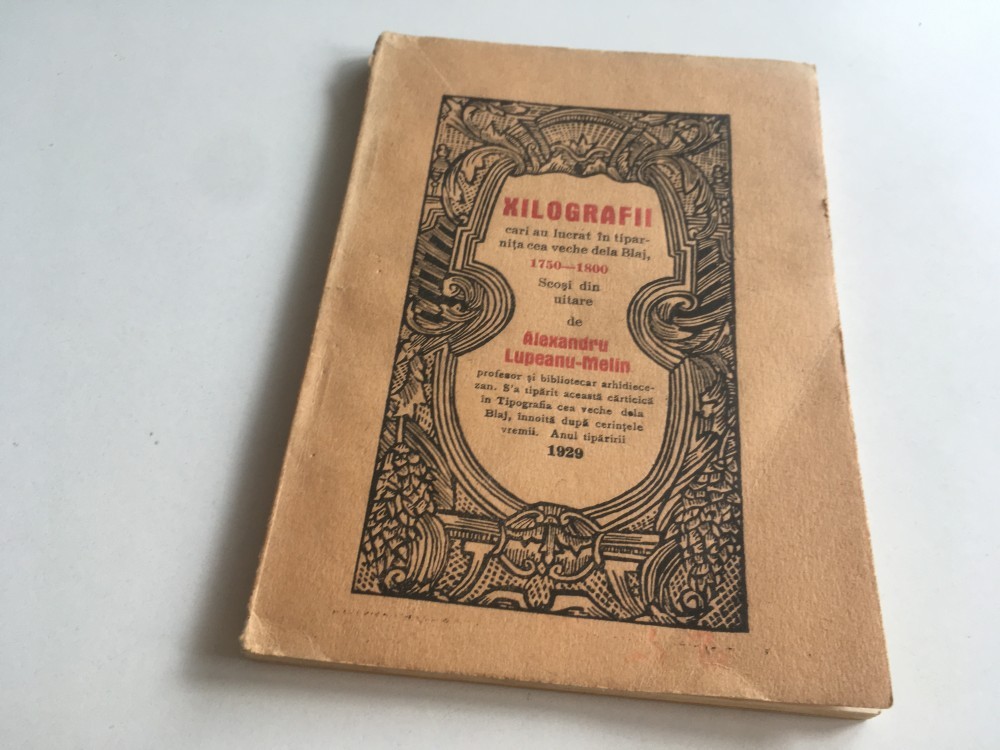 XILOGRAFII
cari au lucrat în tipar-
nița cea veche dela Blaj,
1750—1800
Scoși din
uitare
de
Alexandru
Lupeanu-Melin
profesor și bibliotecar arhidiece-
zan. S'a tipărit această cărticică
în Tipografia cea veche dela
Blaj, înnoită după cerințele
vremii. Anul tipăririi
1929